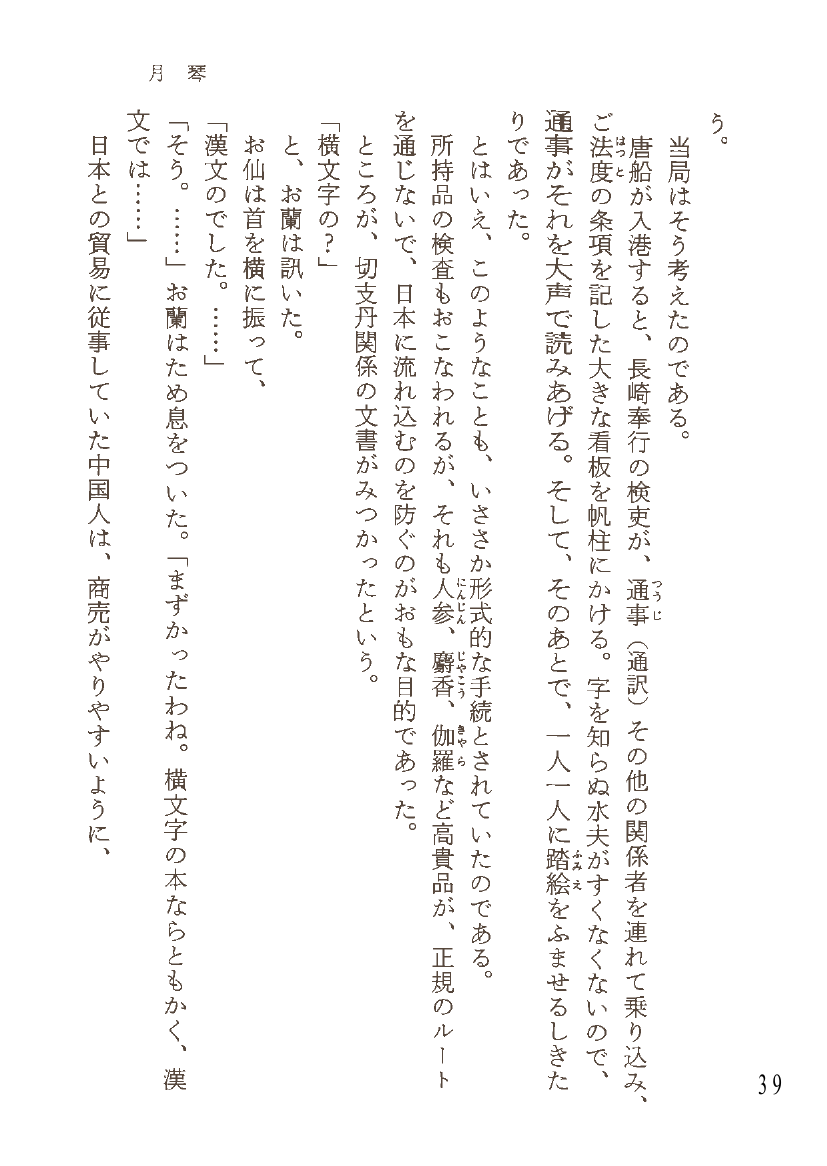 月琴
う。
当局はそう考えたのである。
唐船が入港すると、長崎奉行の検吏が、通事（通訳）その他の関係者を連れて乗り込み、
ご法度の条項を記した大きな看板を帆柱にかける。字を知らぬ水夫がすくなくないので、
通事がそれを大声で読みあげる。そして、そのあとで、一人一人に踏絵をふませるしきた
りであった。
とはいえ、このようなことも、いささか形式的な手続とされていたのである。
所持品の検査もおこなわれるが、それも人参、麝香、伽羅など高貴品が、正規のルート
を通じないで、日本に流れ込むのを防ぐのがおもな目的であった。
ところが、切支丹関係の文書がみつかったという。
「横文字の？」
と、お蘭は訊いた。
お仙は首を横に振って、
「漢文のでした。……」
「そう。……」お蘭はため息をついた。「まずかったわね。横文字の本ならともかく、漢
文では……」
日本との貿易に従事していた中国人は、商売がやりやすいように、
39